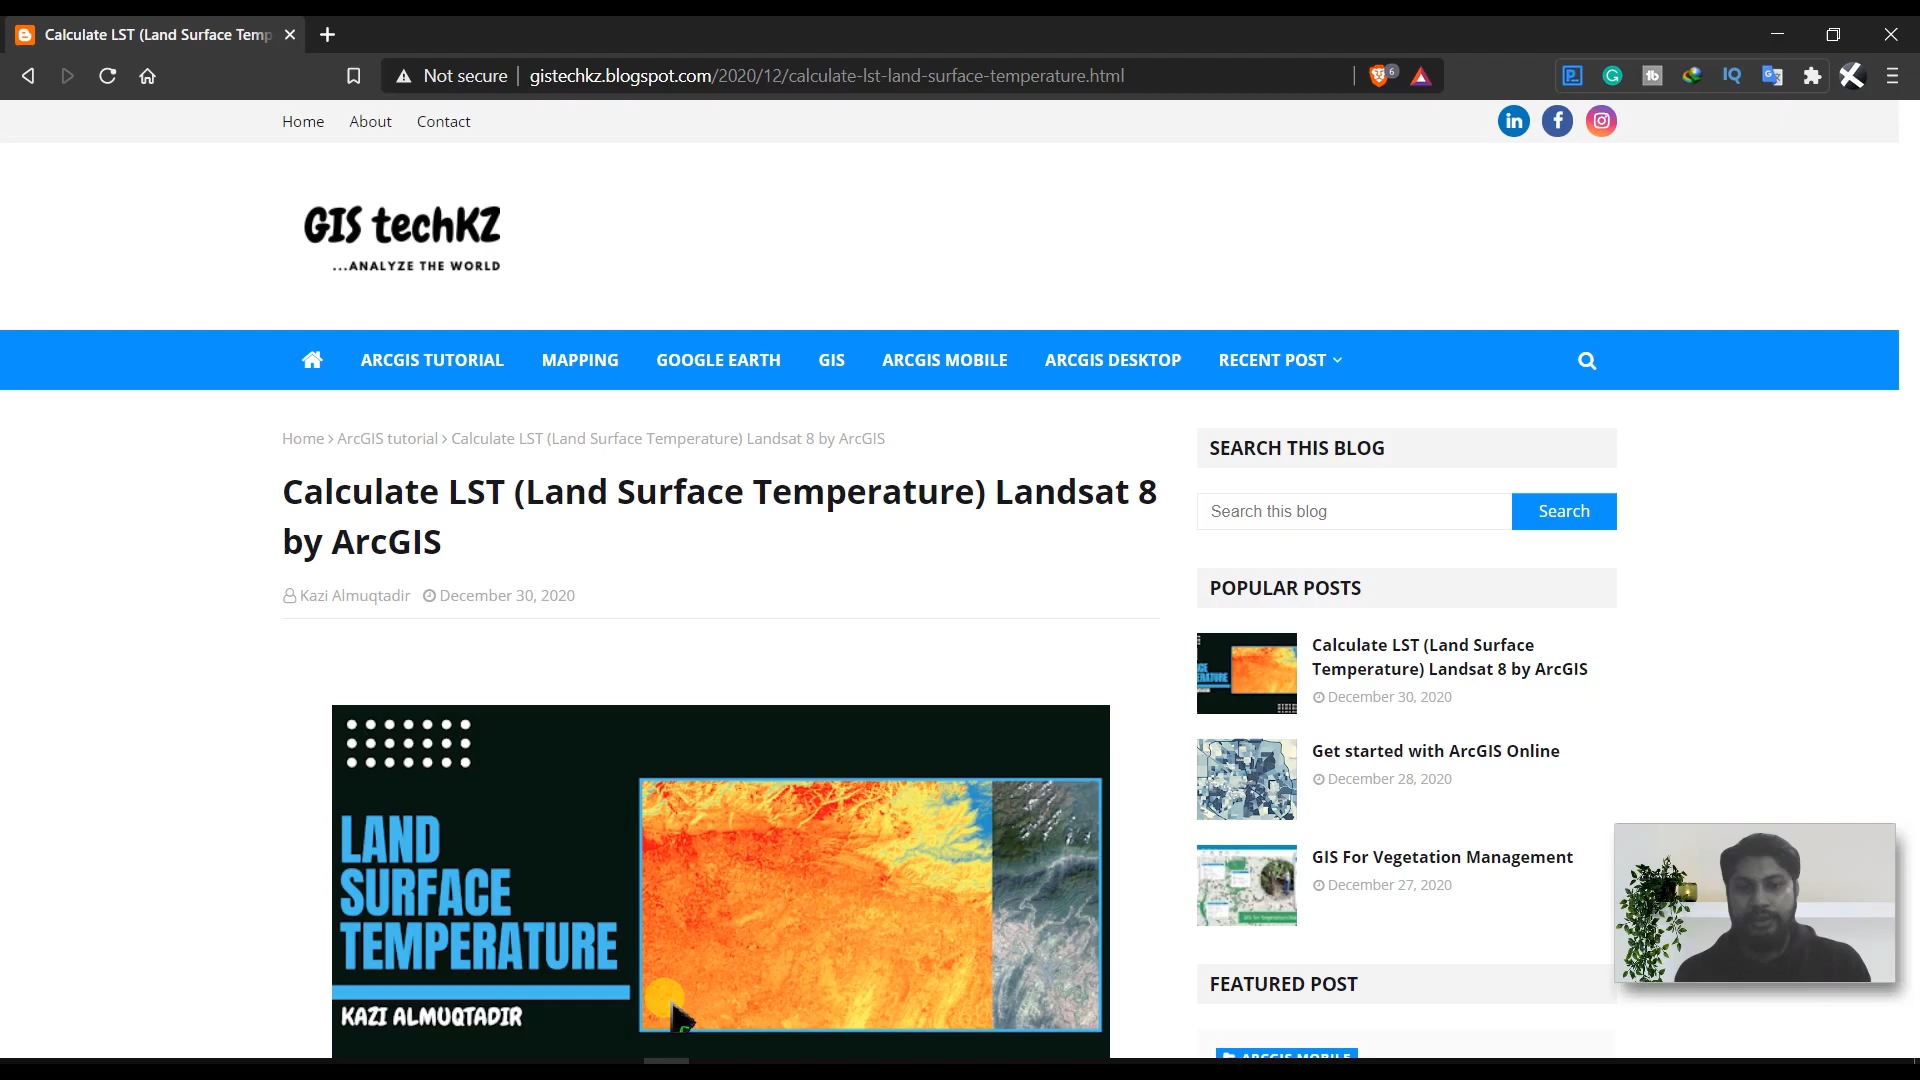 Calculate LST (Land Surface Temp
Not secure
gistechkz.blogspot.com/2020/12/calculate-lst-land-surface-temperature.html
6
IQ
Home
About
Contact
in
f
GIS techKZ
...ANALYZE THE WORLD
ARCGIS TUTORIAL
MAPPING
GOOGLE EARTH
GIS
ARCGIS MOBILE
ARCGIS DESKTOP
RECENT POST
Home › ArcGIS tutorial › Calculate LST (Land Surface Temperature) Landsat 8 by ArcGIS
Calculate LST (Land Surface Temperature) Landsat 8
by ArcGIS
Kazi Almuqtadir
December 30, 2020
LAND
SURFACE
TEMPERATURE
KAZI ALMUQTADIR
SEARCH THIS BLOG
Search this blog
Search
POPULAR POSTS
Calculate LST (Land Surface
Temperature) Landsat 8 by ArcGIS
December 30, 2020
Get started with ArcGIS Online
December 28, 2020
GIS For Vegetation Management
December 27, 2020
FEATURED POST
ARCGIS MOBILE